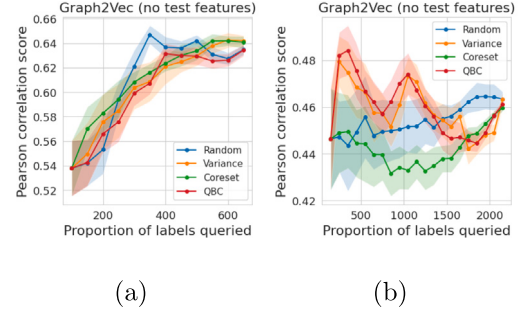 Graph2Vec (no test features)
Pearson correlation score
0.66
0.64
0.62
0.60
0.58
0.56
0.54
0.52
Random
Variance
Coreset
QBC
200 400 600
Proportion of labels queried
(a)
Graph2Vec (no test features)
Pearson correlation score
0.48
0.46
0.44
0.42
Random
Variance
Coreset
QBC
500 1000 1500 2000
Proportion of labels queried
(b)